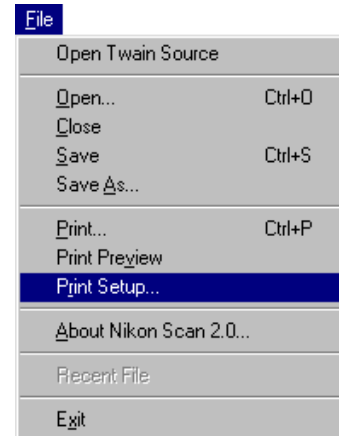 File
Open Twain Source
Open... Ctrl+O
Close
Save Ctrl+S
Save As...
Print... Ctrl+P
Print Preview
Print Setup...
About Nikon Scan 2.0...
Recent File
Exit